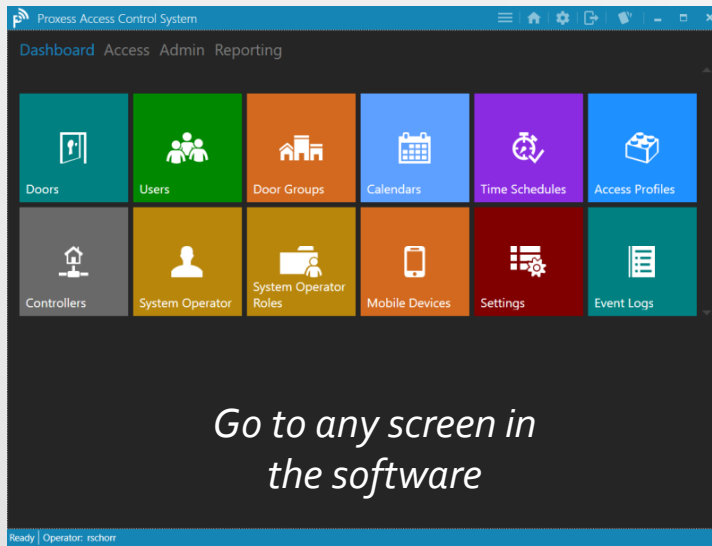 Proxess Access Control System
Dashboard Access Admin Reporting
Doors
Users
Door Groups
Calendars
Time Schedules
Access Profiles
Controllers
System Operator
System Operator
Roles
Mobile Devices
Settings
Event Logs
Go to any screen in
the software
Ready Operator: rschorr